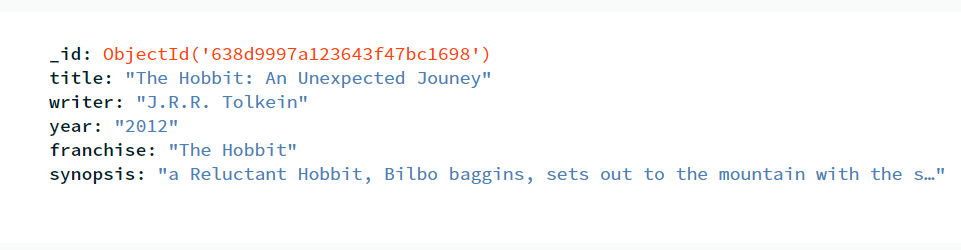 _id: ObjectId('638d9997a123643f47bc1698')
title: "The Hobbit: An Unexpected Jouney"
writer: "J.R.R. Tolkein"
year: "2012"
franchise: "The Hobbit"
synopsis: "a Reluctant Hobbit, Bilbo baggins, sets out to the mountain with the s…"